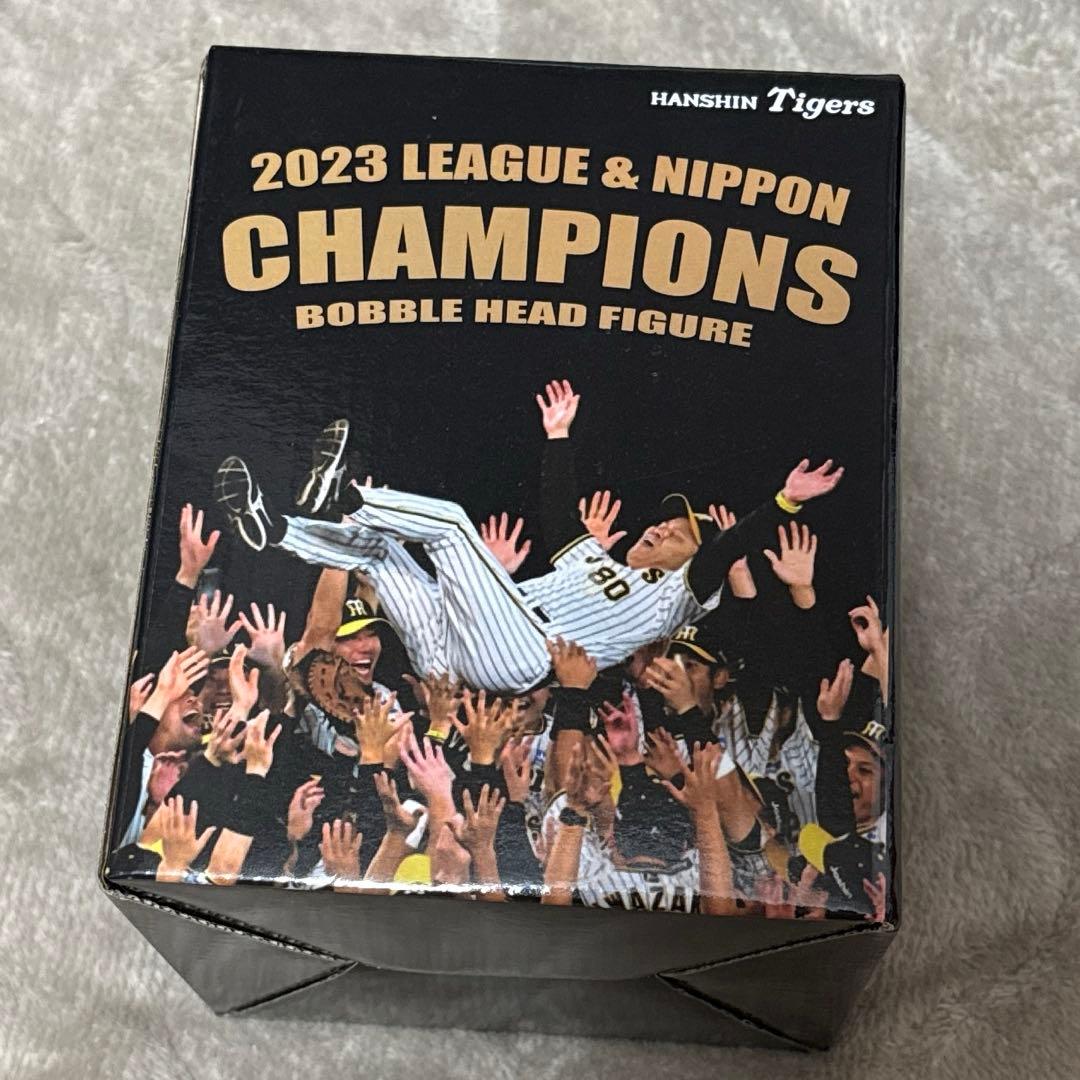 HANSHIN Tigers
2023 LEAGUE & NIPPON
CHAMPIONS
BOBBLE HEAD FIGURE
80